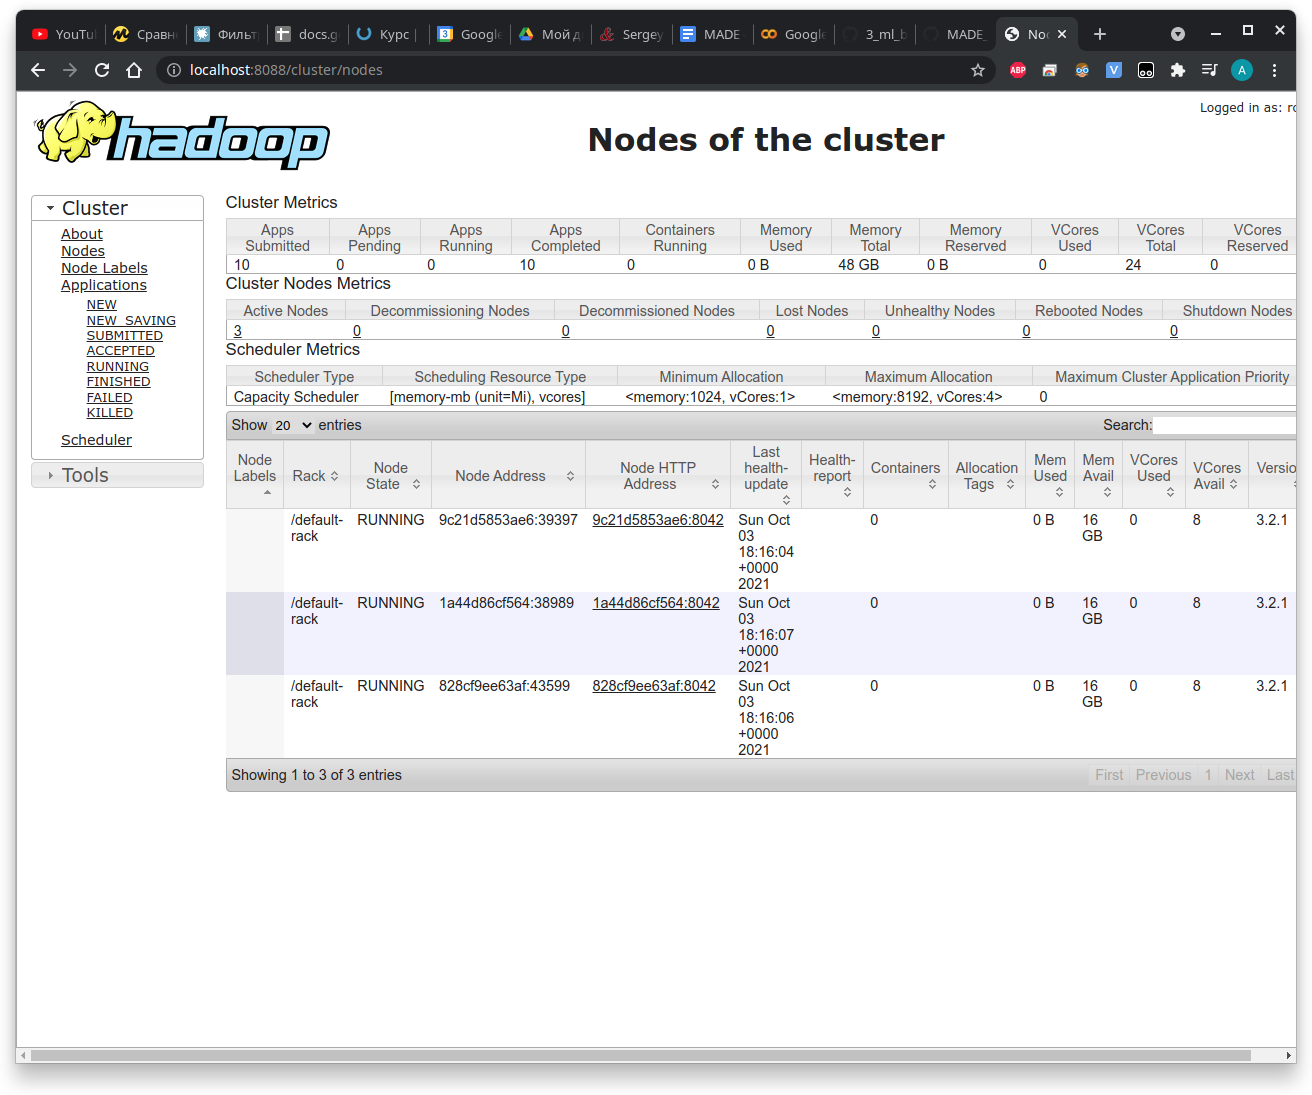 YouTu Сравн Фильт docs.g Курс | Google Мой д Sergey MADE Google 3_ml_b MADE_ No
localhost:8088/cluster/nodes
ABP V A
hadoop
Logged in as: ro
Nodes of the cluster
Cluster
About
Nodes
Node Labels
Applications
NEW
NEW_SAVING
SUBMITTED
ACCEPTED
RUNNING
FINISHED
FAILED
KILLED
Scheduler
Tools
Cluster Metrics
Apps Submitted Apps Pending Apps Running Apps Completed Containers Running Memory Used Memory Total Memory Reserved VCores Used VCores Total VCores Reserved
10 0 0 10 0 0 B 48 GB 0 B 0 24 0
Cluster Nodes Metrics
Active Nodes Decommissioning Nodes Decommissioned Nodes Lost Nodes Unhealthy Nodes Rebooted Nodes Shutdown Nodes
3 0 0 0 0 0 0
Scheduler Metrics
Scheduler Type Scheduling Resource Type Minimum Allocation Maximum Allocation Maximum Cluster Application Priority
Capacity Scheduler [memory-mb (unit=Mi), vcores] <memory:1024, vCores:1> <memory:8192, vCores:4> 0
Show 20 entries Search:
Node Labels Rack Node State Node Address Node HTTP Address Last health-update Health-report Containers Allocation Tags Mem Used Mem Avail VCores Used VCores Avail Versio
/default-rack RUNNING 9c21d5853ae6:39397 9c21d5853ae6:8042 Sun Oct 03 18:16:04 +0000 2021 0 0 B 16 GB 0 8 3.2.1
/default-rack RUNNING 1a44d86cf564:38989 1a44d86cf564:8042 Sun Oct 03 18:16:07 +0000 2021 0 0 B 16 GB 0 8 3.2.1
/default-rack RUNNING 828cf9ee63af:43599 828cf9ee63af:8042 Sun Oct 03 18:16:06 +0000 2021 0 0 B 16 GB 0 8 3.2.1
Showing 1 to 3 of 3 entries First Previous 1 Next Last